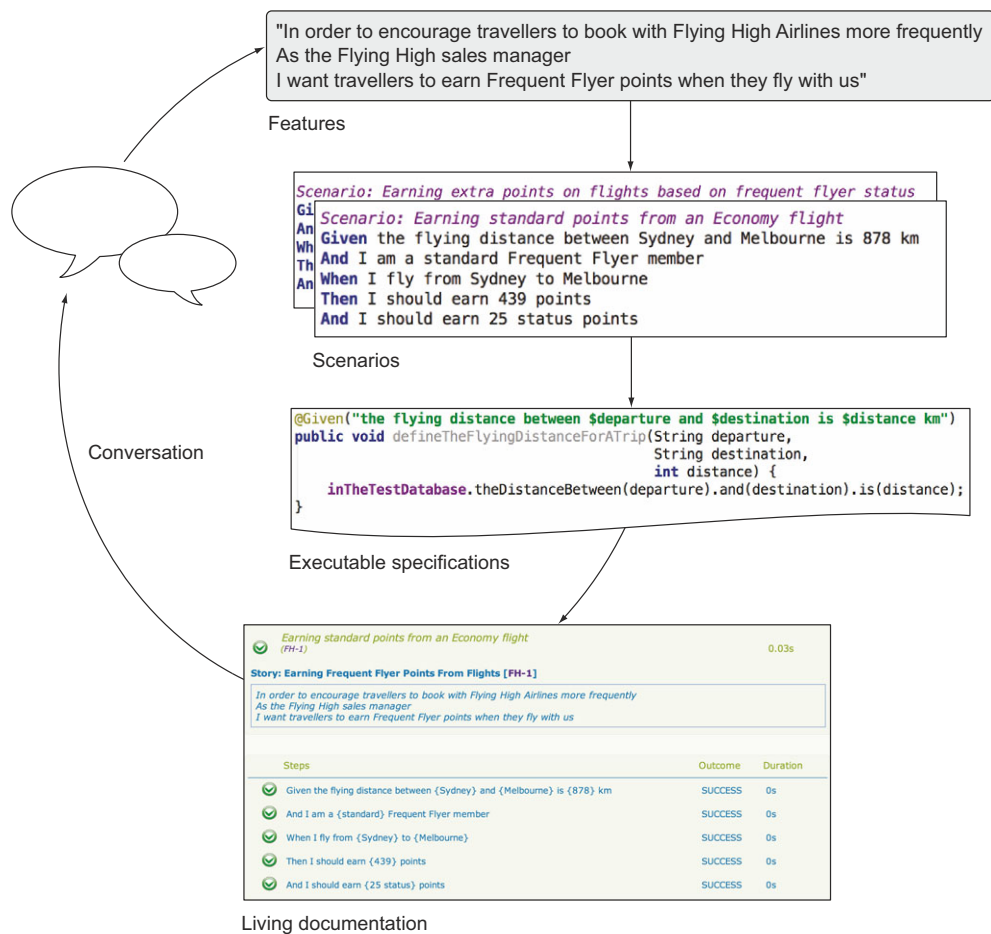 "In order to encourage travellers to book with Flying High Airlines more frequently
As the Flying High sales manager
I want travellers to earn Frequent Flyer points when they fly with us"
Features
Scenario: Earning extra points on flights based on frequent flyer status
Gi
An
Wh
Th
An
Scenario: Earning standard points from an Economy flight
Given the flying distance between Sydney and Melbourne is 878 km
And I am a standard Frequent Flyer member
When I fly from Sydney to Melbourne
Then I should earn 439 points
And I should earn 25 status points
Scenarios
@Given("the flying distance between $departure and $destination is $distance km")
public void defineTheFlyingDistanceForATrip(String departure,
String destination,
int distance) {
inTheTestDatabase.theDistanceBetween(departure).and(destination).is(distance);
}
Executable specifications
Conversation
Earning standard points from an Economy flight
(FH-1)
0.03s
Story: Earning Frequent Flyer Points From Flights [FH-1]
In order to encourage travellers to book with Flying High Airlines more frequently
As the Flying High sales manager
I want travellers to earn Frequent Flyer points when they fly with us
Steps Outcome Duration
Given the flying distance between {Sydney} and {Melbourne} is {878} km SUCCESS 0s
And I am a {standard} Frequent Flyer member SUCCESS 0s
When I fly from {Sydney} to {Melbourne} SUCCESS 0s
Then I should earn {439} points SUCCESS 0s
And I should earn {25 status} points SUCCESS 0s
Living documentation